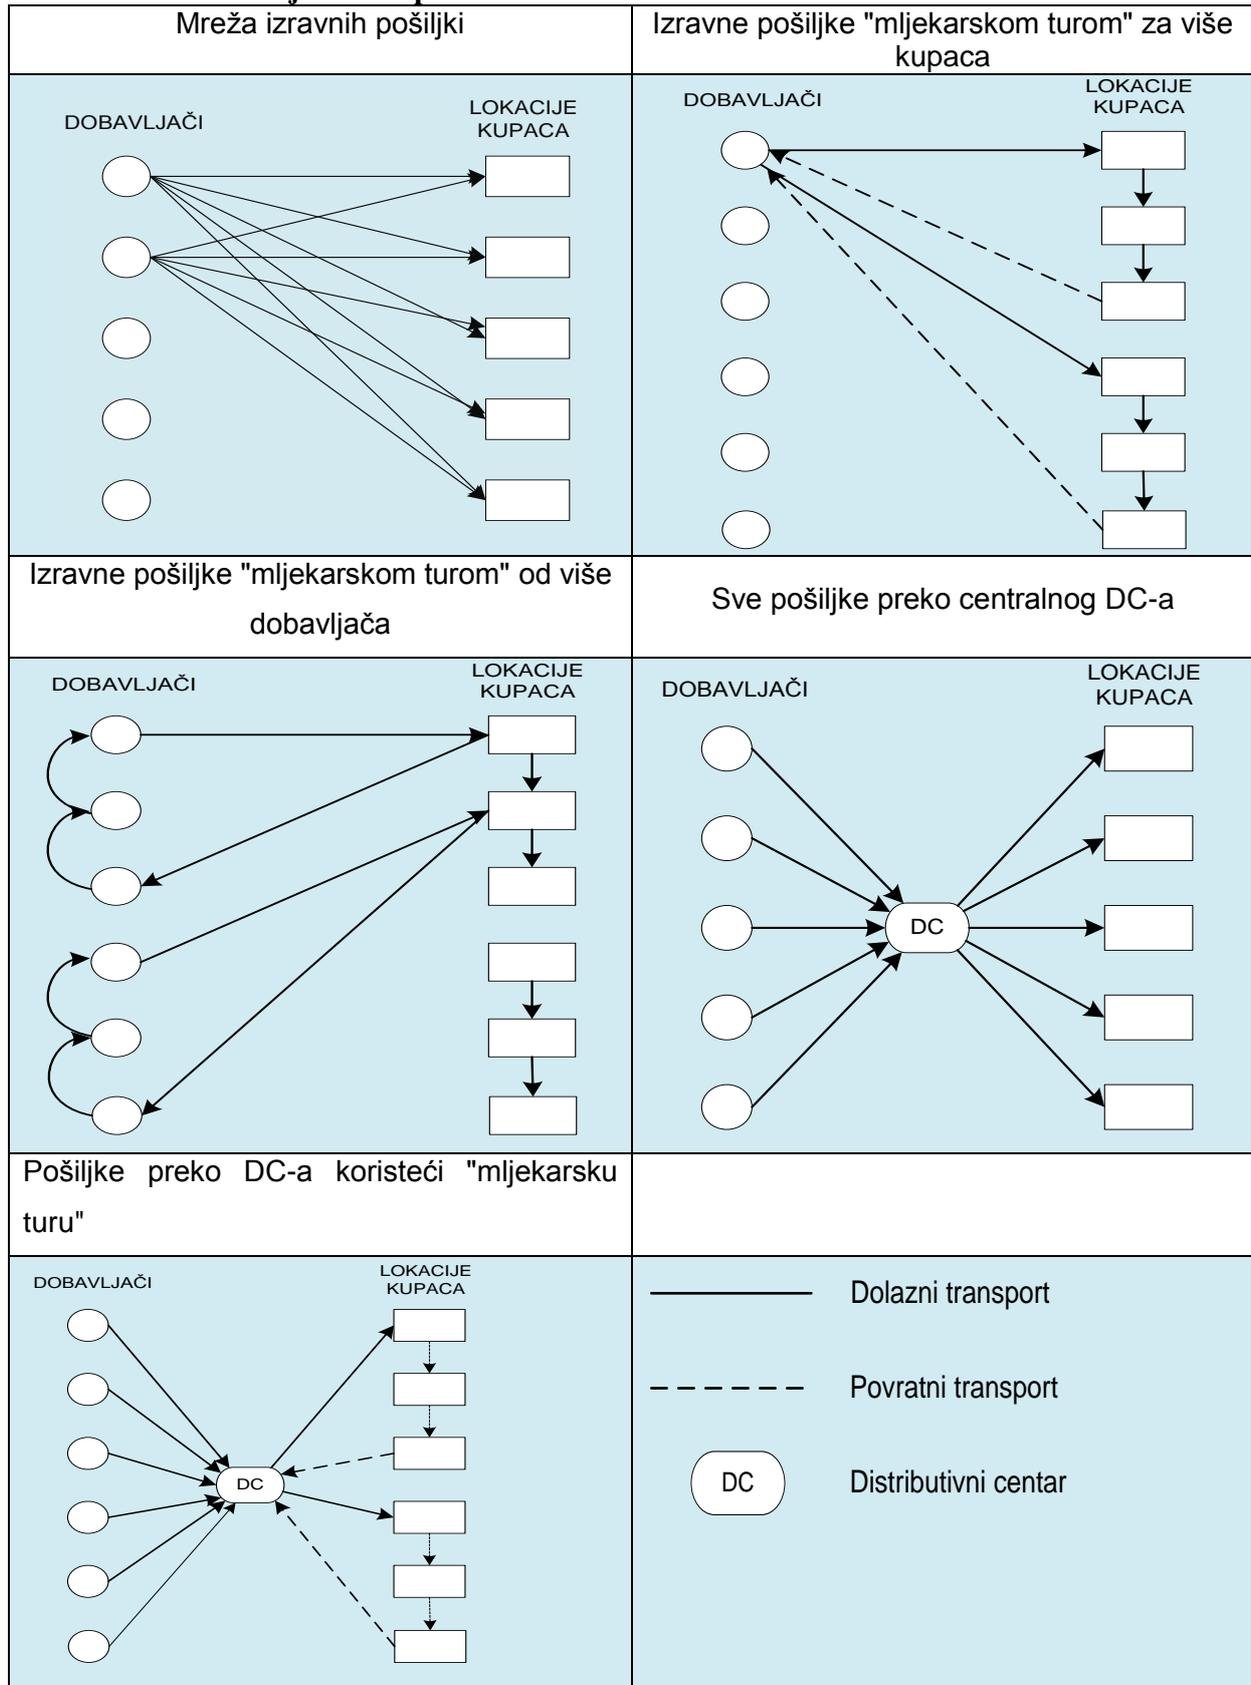 Mreža izravnih pošiljki
Izravne pošiljke "mljekarskom turom" za više
kupaca
DOBAVLJAČI
LOKACIJE
KUPACA
DOBAVLJAČI
LOKACIJE
KUPACA
Izravne pošiljke "mljekarskom turom" od više
dobavljača
Sve pošiljke preko centralnog DC-a
DOBAVLJAČI
LOKACIJE
KUPACA
DOBAVLJAČI
LOKACIJE
KUPACA
DC
Pošiljke preko DC-a koristeći "mljekarsku
turu"
DOBAVLJAČI
LOKACIJE
KUPACA
DC
Dolazni transport
Povratni transport
DC
Distributivni centar